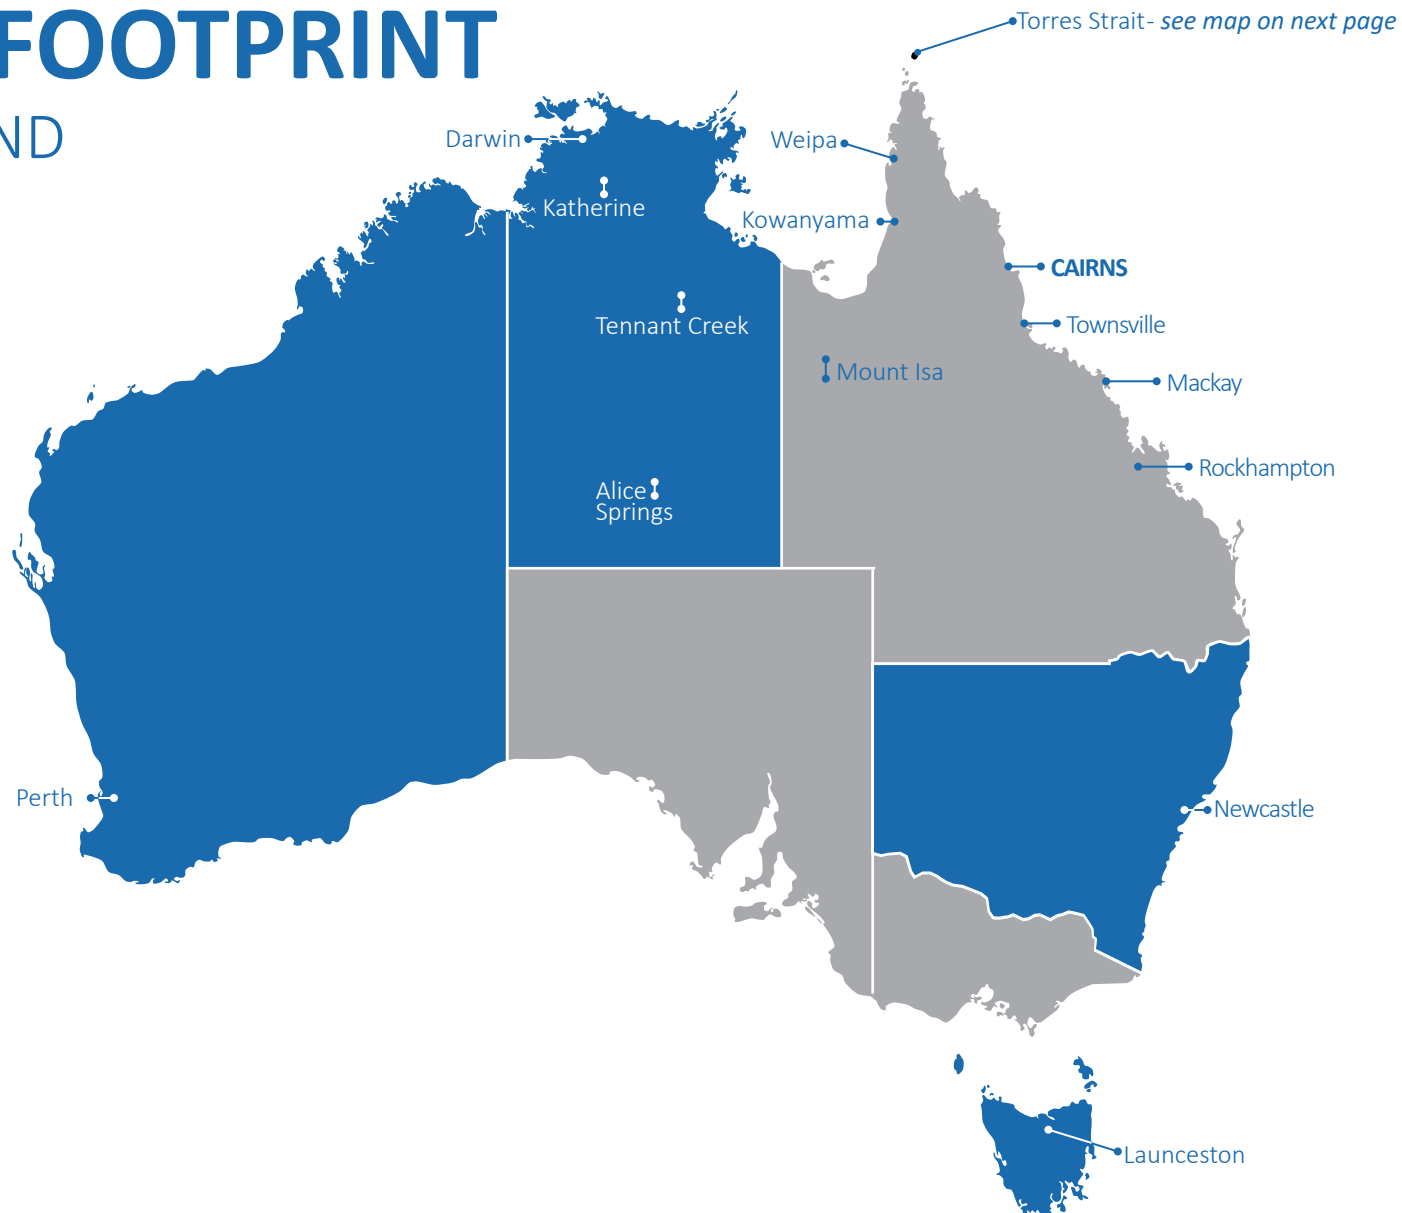 FOOTPRINT
ND
Torres Strait- see map on next page
Darwin
Weipa
Katherine
Kowanyama
CAIRNS
Tennant Creek
Townsville
Mount Isa
Mackay
Rockhampton
Alice
Springs
Perth
Newcastle
Launceston